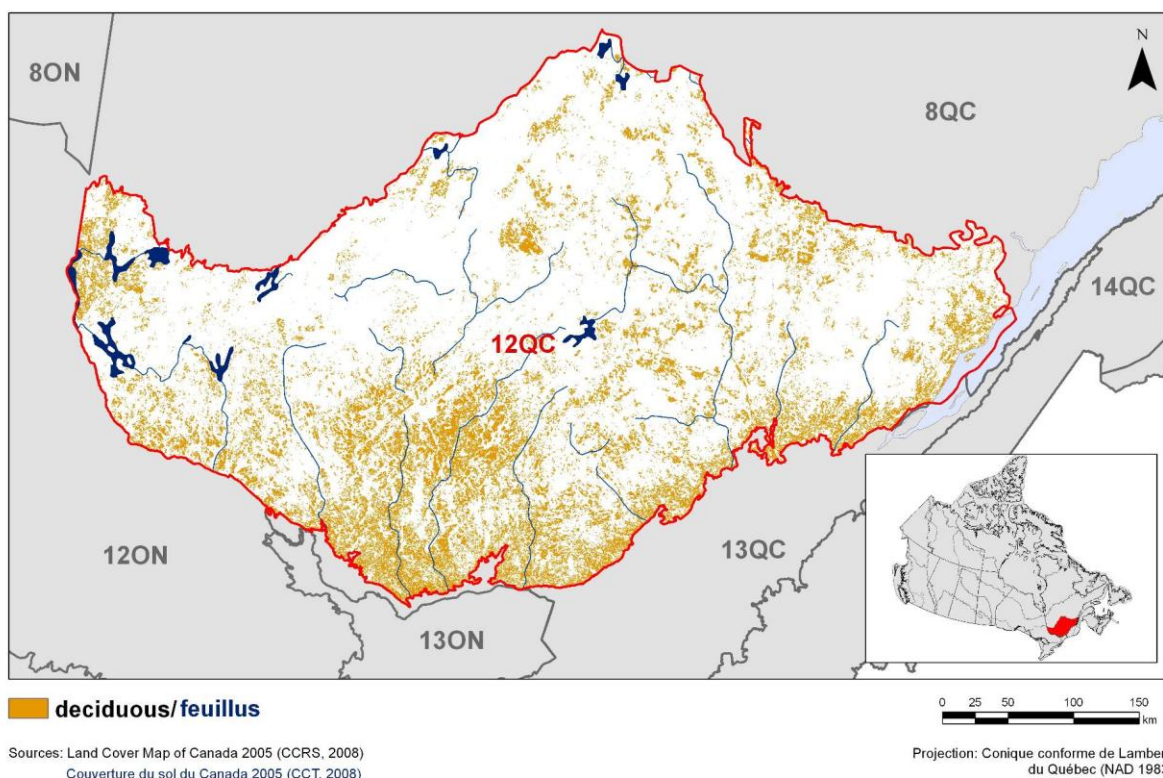 8ON
N
8QC
14QC
12QC
12ON
13QC
13ON
deciduous/feuillus
0 25 50 100 150
km
Sources: Land Cover Map of Canada 2005 (CCRS, 2008)
Couverture du sol du Canada 2005 (CCT, 2008)
Projection: Conique conforme de Lamber
du Québec (NAD 1983